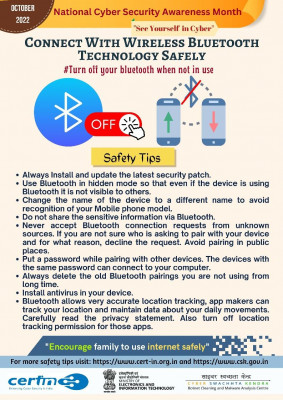 OCTOBER
2022
National Cyber Security Awareness Month
"See Yourself in Cyber"
CONNECT WITH WIRELESS BLUETOOTH
TECHNOLOGY SAFELY
#Turn off your bluetooth when not in use
OFF
Safety Tips
• Always Install and update the latest security patch.
• Use Bluetooth in hidden mode so that even if the device is using
Bluetooth it is not visible to others.
• Change the name of the device to a different name to avoid
recognition of your Mobile phone model.
• Do not share the sensitive information via Bluetooth.
• Never accept Bluetooth connection requests from unknown
sources. If you are not sure who is asking to pair with your device
and for what reason, decline the request. Avoid pairing in public
places.
• Put a password while pairing with other devices. The devices with
the same password can connect to your computer.
• Always delete the old Bluetooth pairings you are not using from
long time.
• Install antivirus in your device.
• Bluetooth allows very accurate location tracking, app makers can
track your location and maintain data about your daily movements.
Carefully read the privacy statement. Also turn off location
tracking permission for those apps.
"Encourage family to use internet safely"
For more safety tips visit: https://www.cert-in.org.in and https://www.csk.gov.in
MINISTRY OF
ELECTRONICS AND
INFORMATION TECHNOLOGY
साइबर स्वच्छता केन्द्र
CYBER SWACHHTA KENDRA
Botnet Cleaning and Malware Analysis Centre